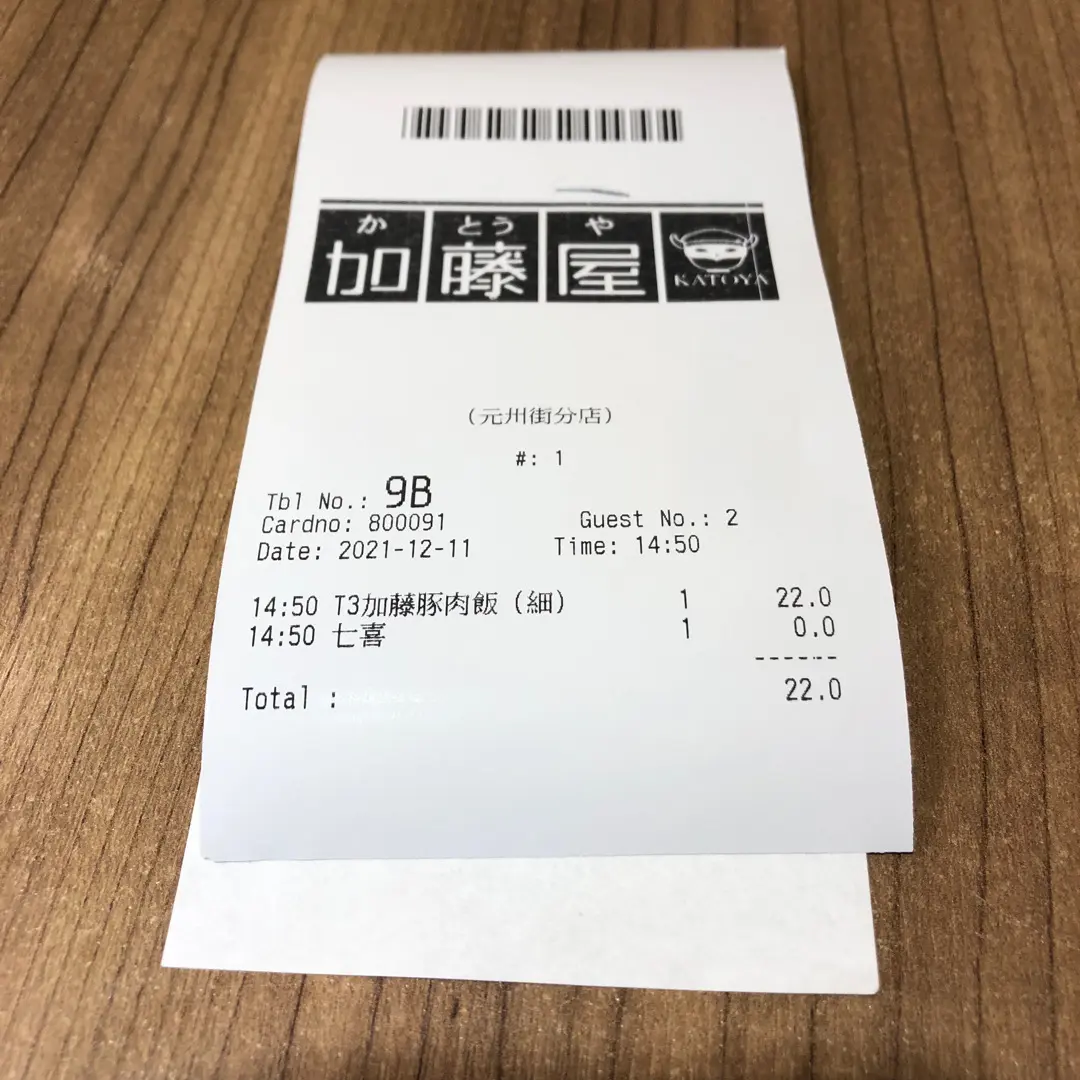 か とう や
加藤屋
KATOYA
(元州街分店)
#: 1
Tbl No.: 9B
Cardno: 800091 Guest No.: 2
Date: 2021-12-11 Time: 14:50
14:50 T3加藤豚肉飯(細) 1 22.0
14:50 七喜 1 0.0
------
Total : 22.0